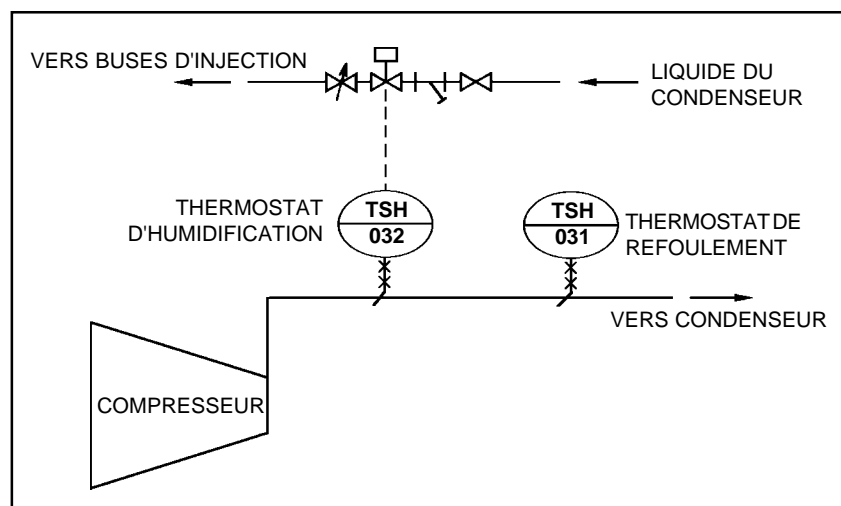 VERS BUSES D'INJECTION
LIQUIDE DU
CONDENSEUR
THERMOSTAT
D'HUMIDIFICATION
TSH
032
TSH
031
THERMOSTAT DE
REFOULEMENT
VERS CONDENSEUR
COMPRESSEUR